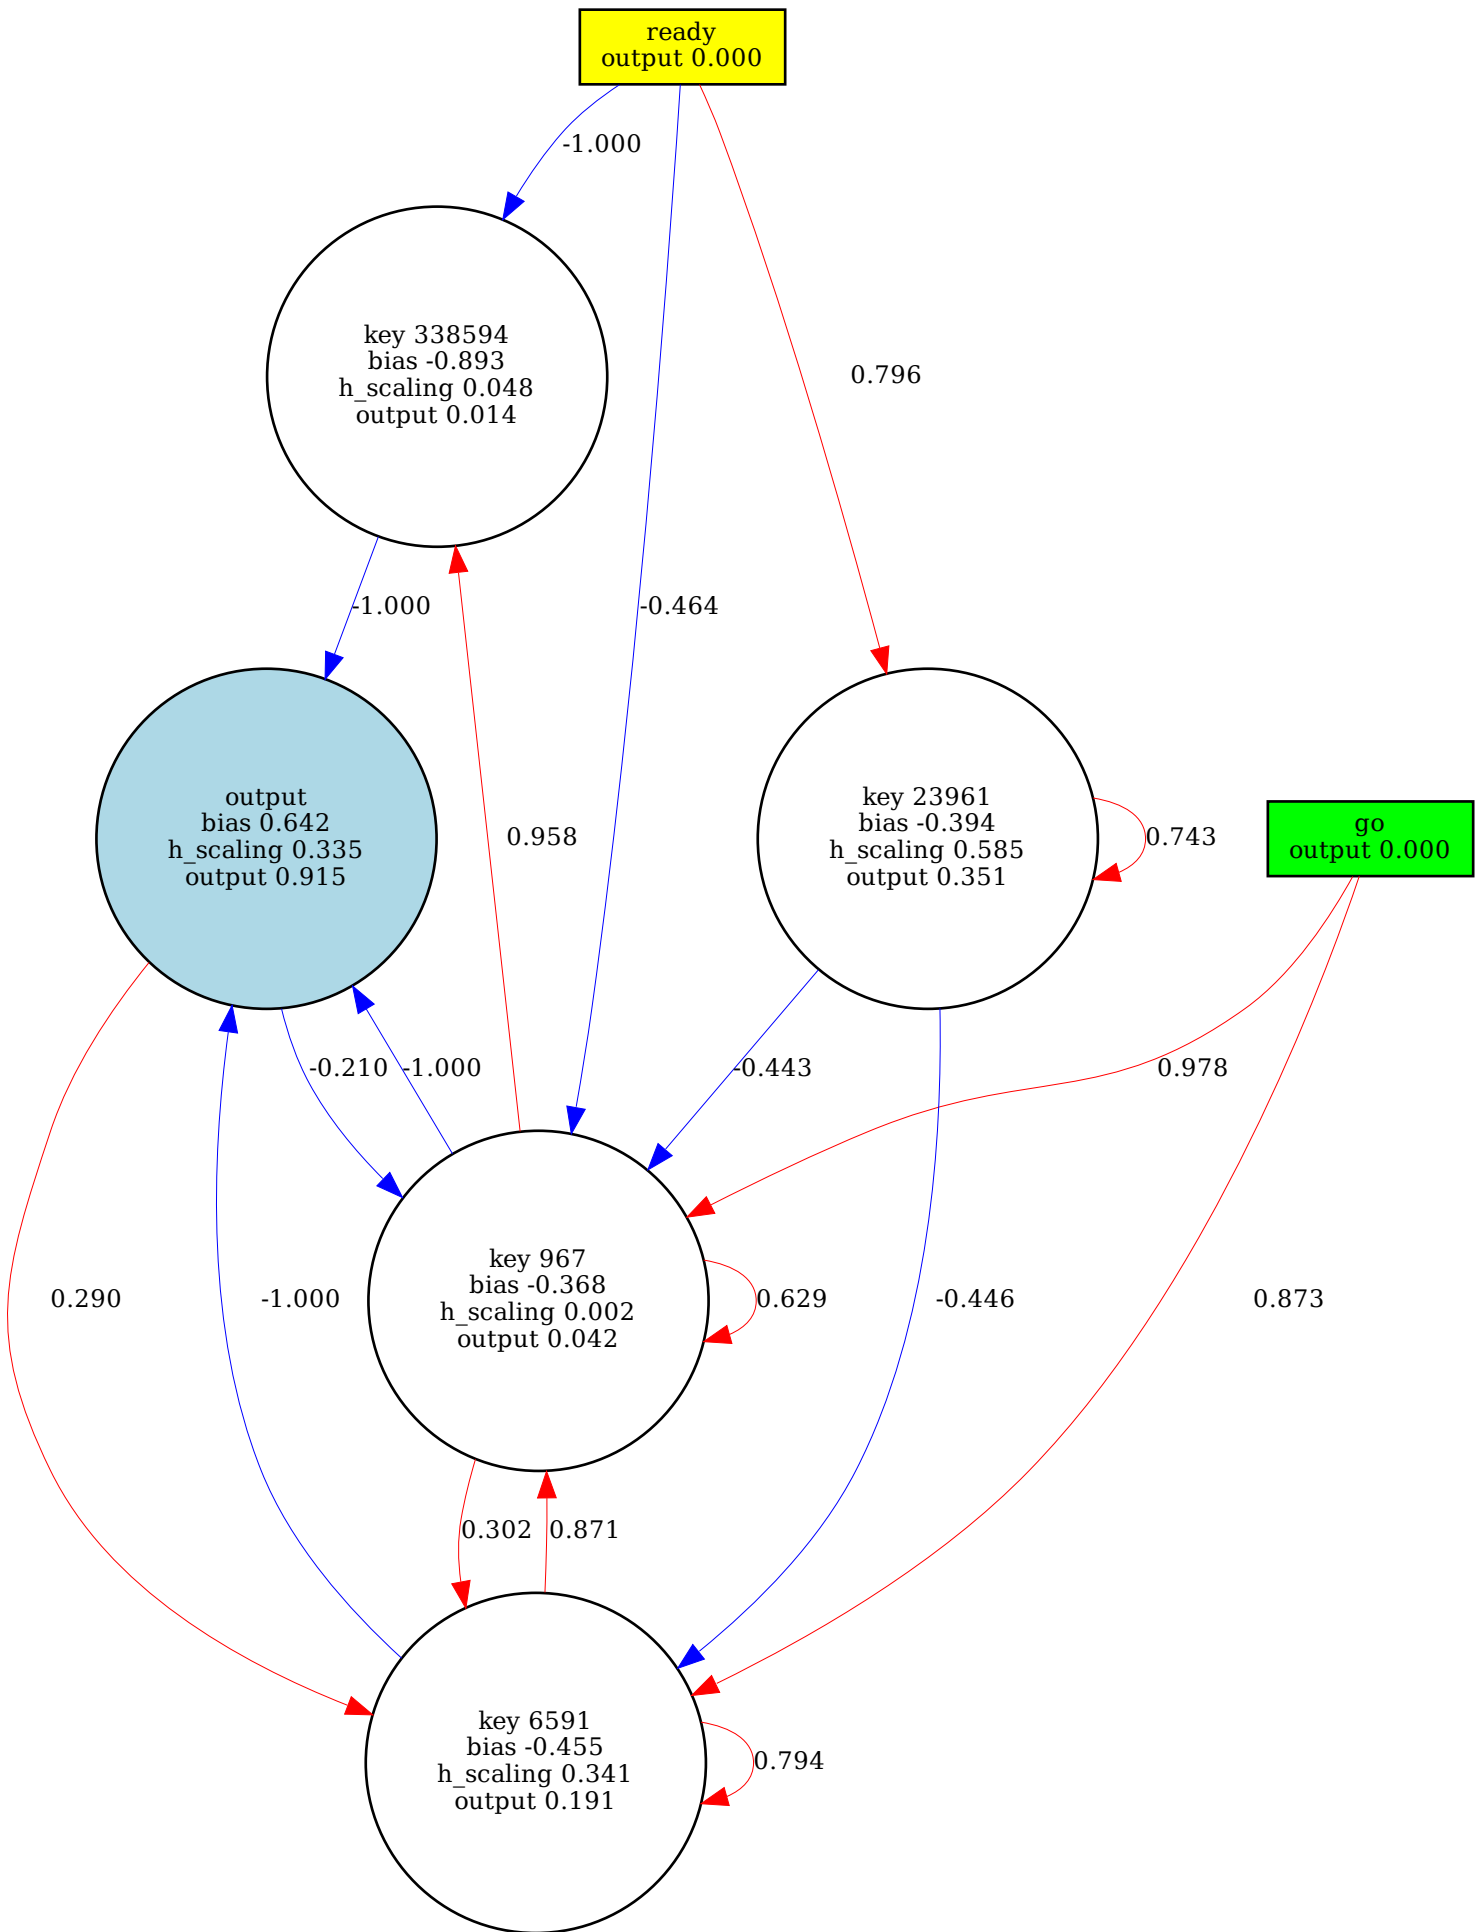 ready
output 0.000
-1.000
key 338594
bias -0.893
h_scaling 0.048
output 0.014
0.796
-1.000
-0.464
output
bias 0.642
h_scaling 0.335
output 0.915
0.958
key 23961
bias -0.394
h_scaling 0.585
output 0.351
0.743
go
output 0.000
-0.210
-1.000
-0.443
0.978
0.290
-1.000
key 967
bias -0.368
h_scaling 0.002
output 0.042
0.629
-0.446
0.873
0.302
0.871
key 6591
bias -0.455
h_scaling 0.341
output 0.191
0.794